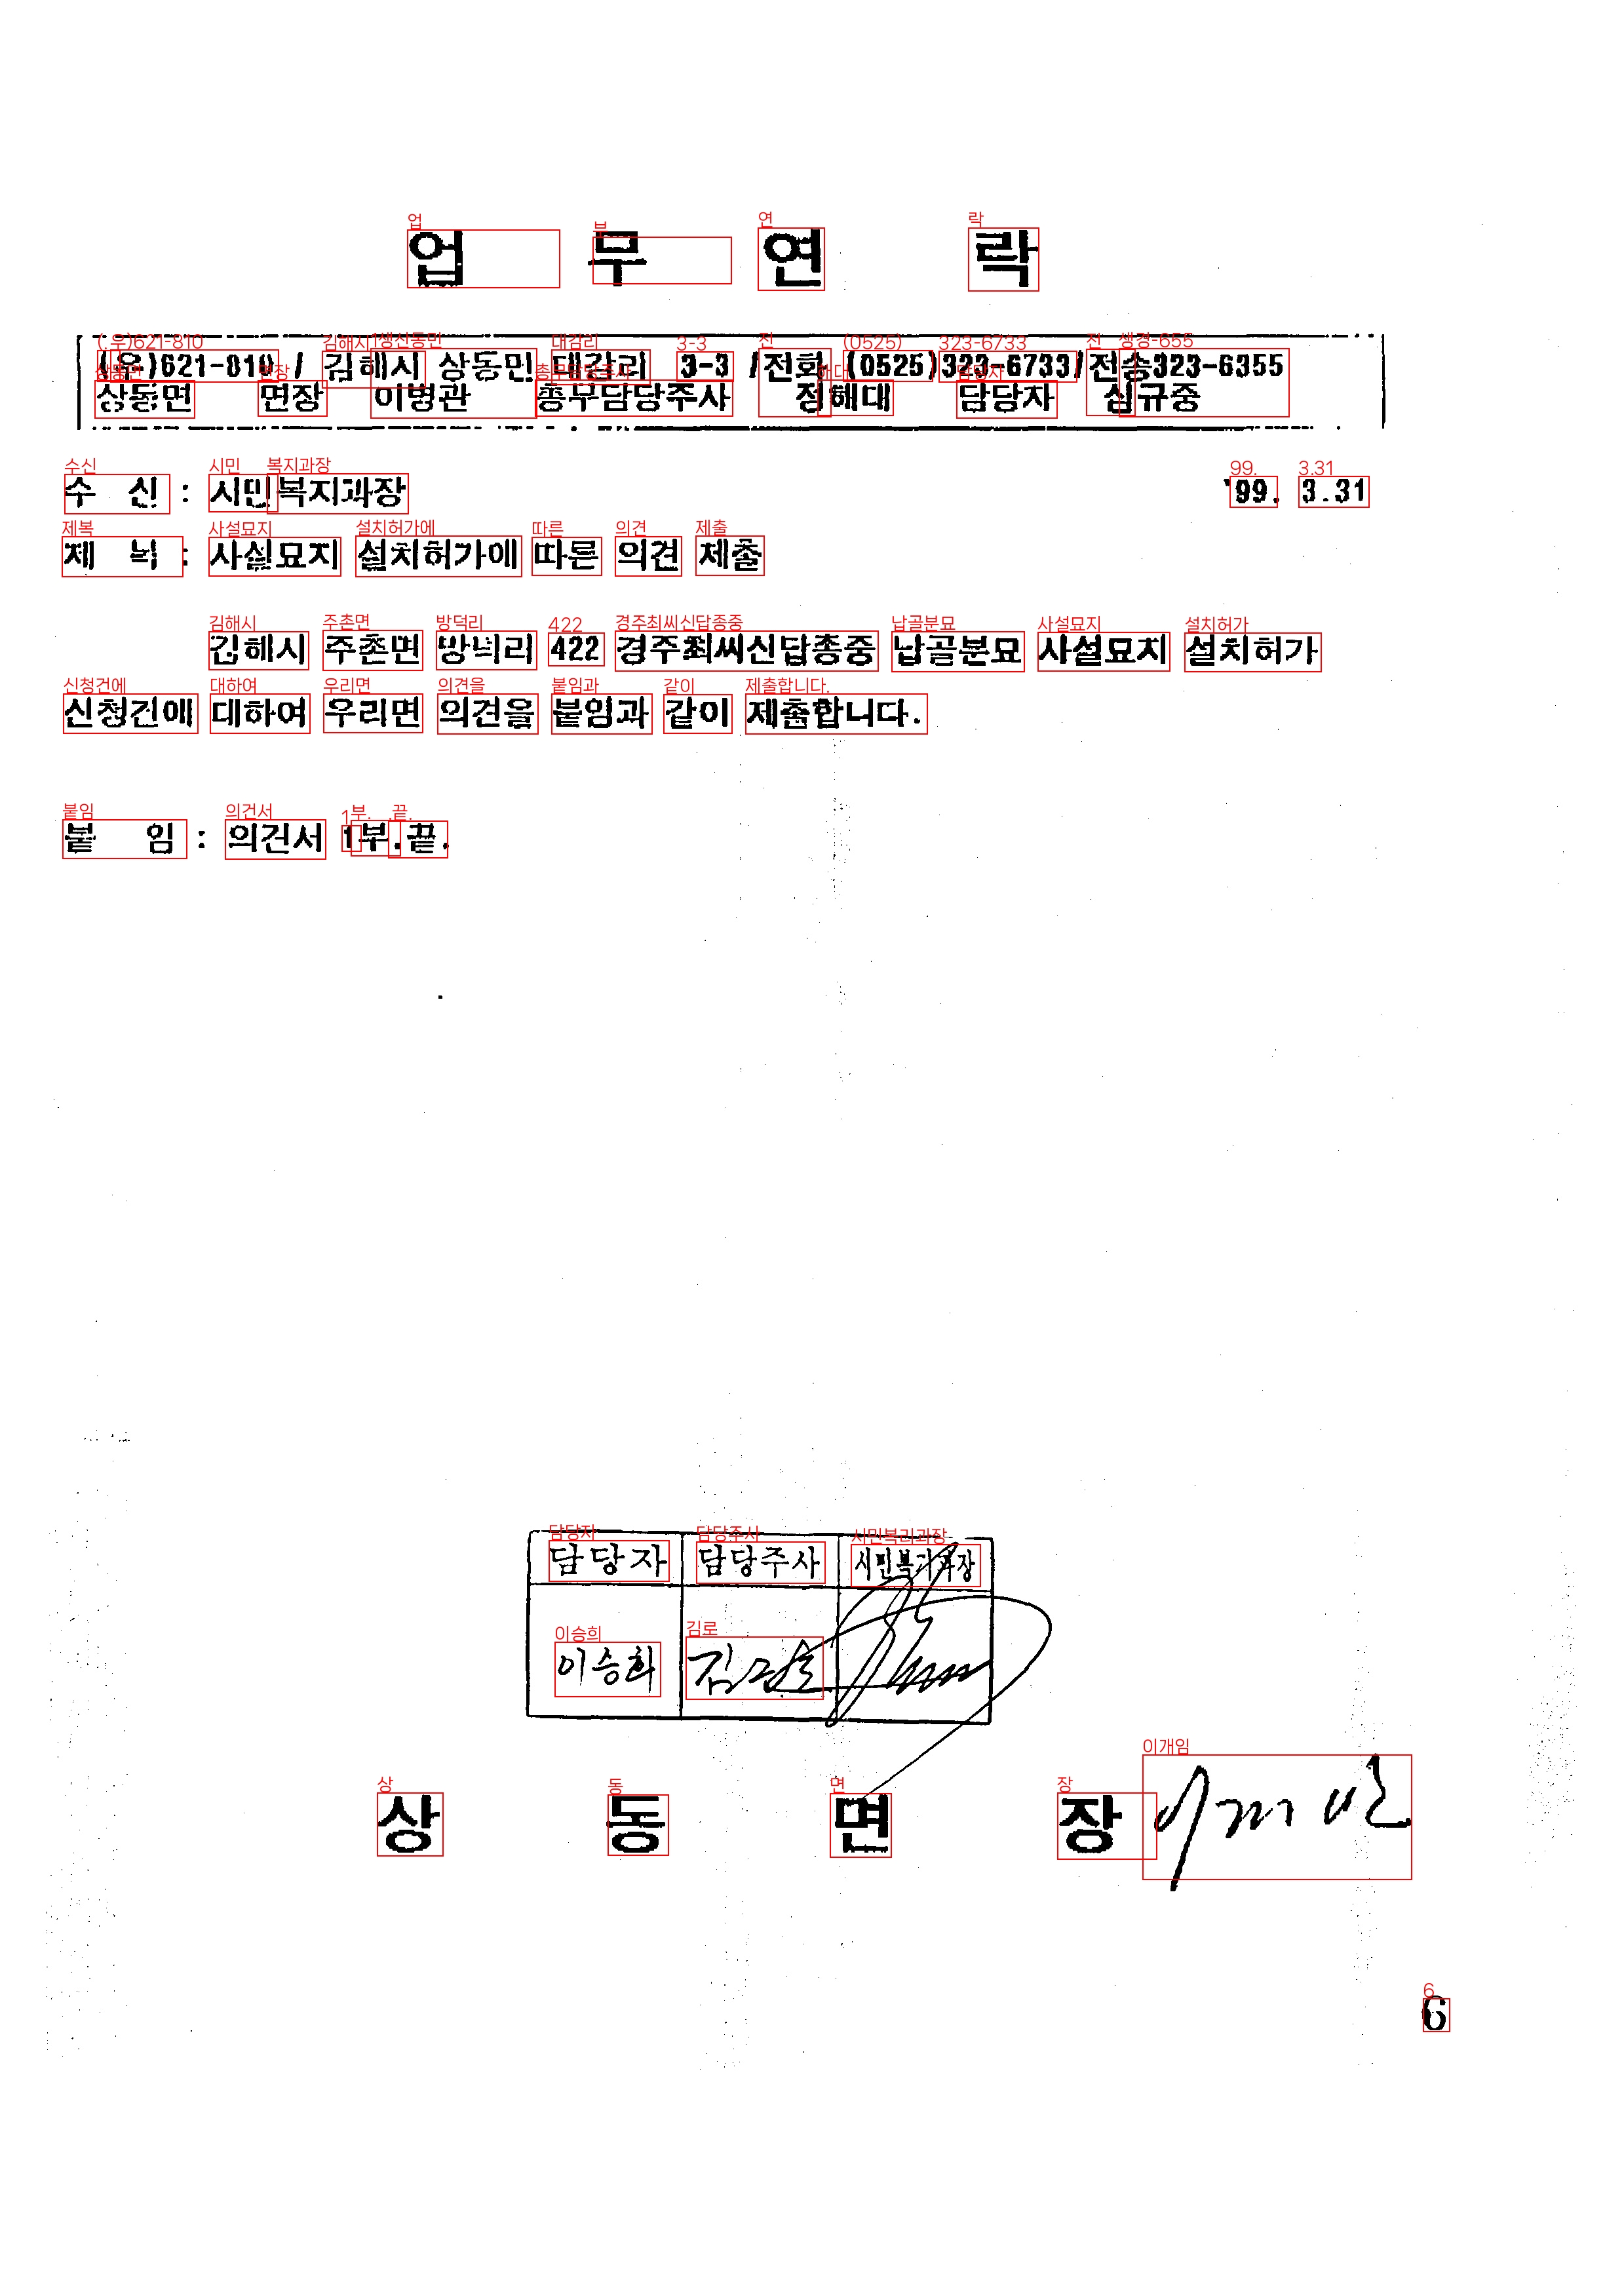 업 무 연 락
(우)621-810 / 김해시 상동면 대감리 3-3 /전화 (0525)323-6733/전송323-6355
상동면 면장 이병관 총무담당주사 정해대 담당자 심규중
수 신 : 시민복지과장 '99. 3.31
제 목 : 사설묘지 설치허가에 따른 의견 제출
김해시 주촌면 망덕리 422 경주최씨신답종중 납골분묘 사설묘지 설치허가
신청건에 대하여 우리면 의견을 붙임과 같이 제출합니다.
붙 임 : 의견서 1부.끝.
담당자 담당주사 시민복지과장
이승희
상 동 면 장
6